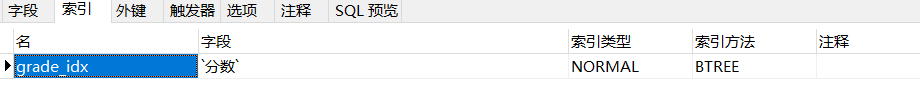 字段 索引 外键 触发器 选项 注释 SQL 预览
名 字段 索引类型 索引方法 注释
grade_idx `分数` NORMAL BTREE